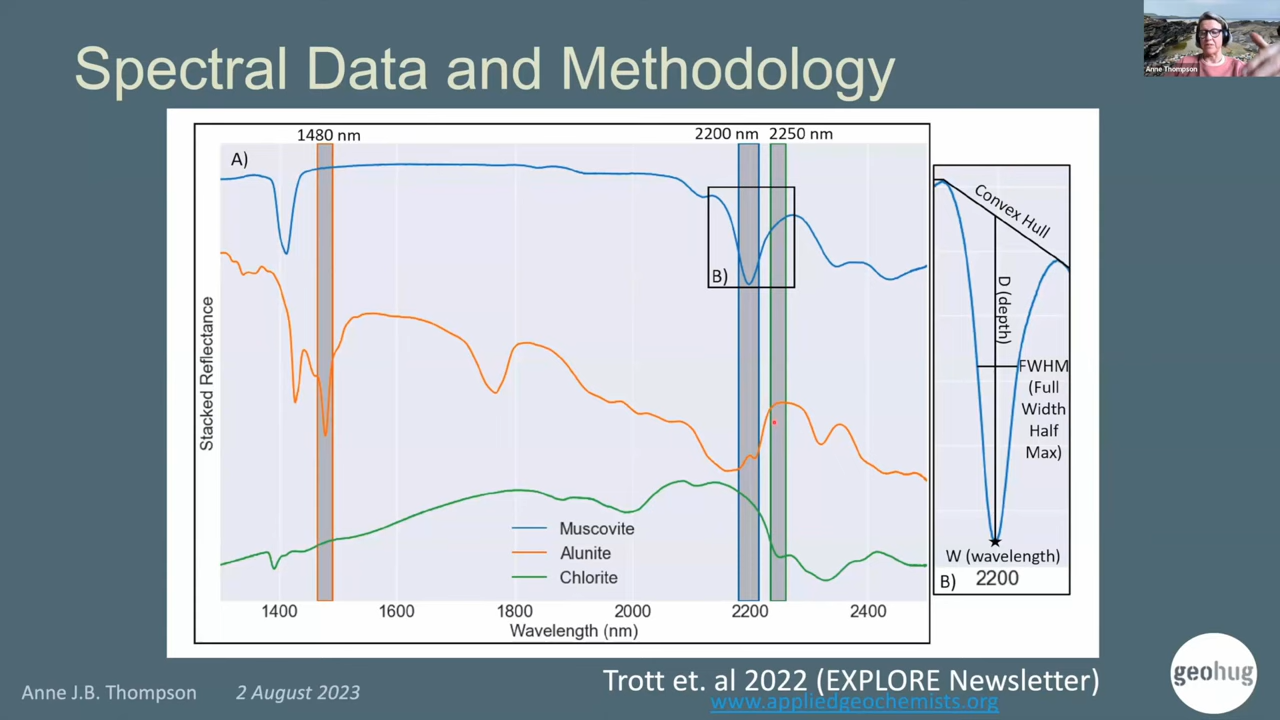 Spectral Data and Methodology
Anne Thompson
1480 nm
2200 nm
2250 nm
A)
B)
Stacked Reflectance
Muscovite
Alunite
Chlorite
1400 1600 1800 2000 2200 2400
Wavelength (nm)
Convex Hull
D (depth)
FWHM
(Full
Width
Half
Max)
W (wavelength)
B) 2200
Trott et. al 2022 (EXPLORE Newsletter)
www.appliedgeochemists.org
Anne J.B. Thompson 2 August 2023
geohug